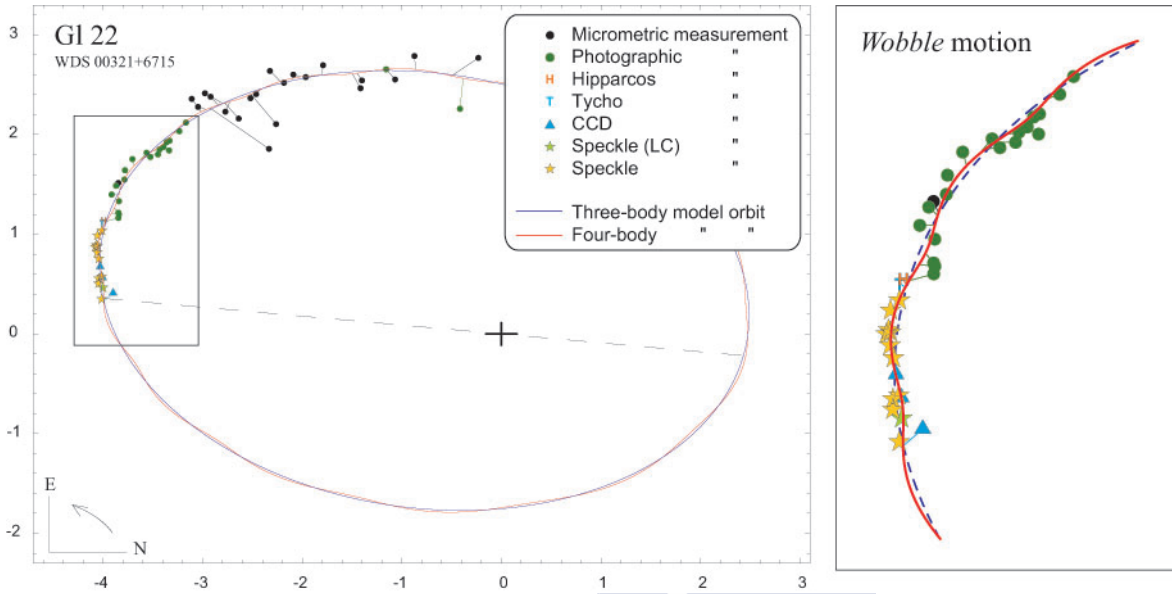 Gl 22
WDS 00321+6715
Micrometric measurement
Photographic "
Hipparcos "
Tycho "
CCD "
Speckle (LC) "
Speckle "
Three-body model orbit
Four-body " "
3
2
1
0
-1
-2
-4 -3 -2 -1 0 1 2 3
E
N
Wobble motion
H
T
H